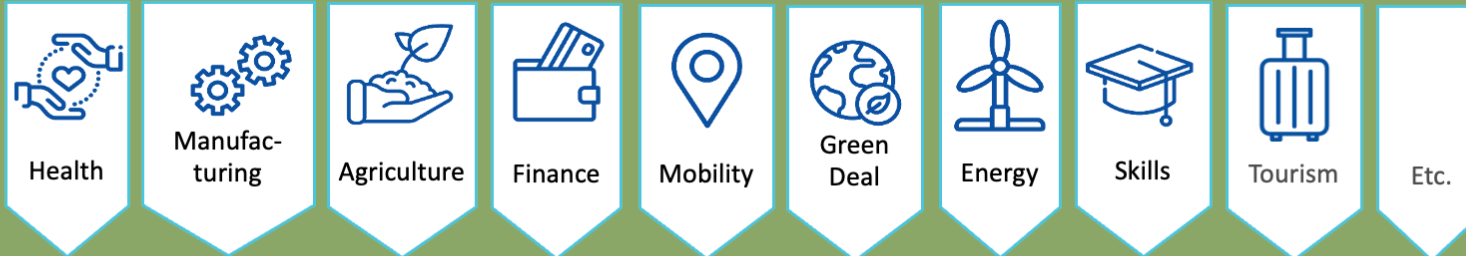 Health
Manufac-
turing
Agriculture
Finance
Mobility
Green
Deal
Energy
Skills
Tourism
Etc.